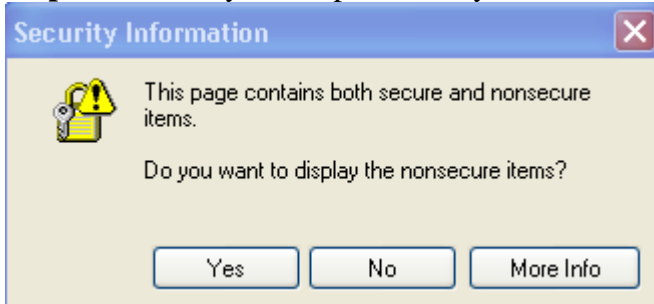 Security Information
This page contains both secure and nonsecure
items.
Do you want to display the nonsecure items?
Yes No More Info